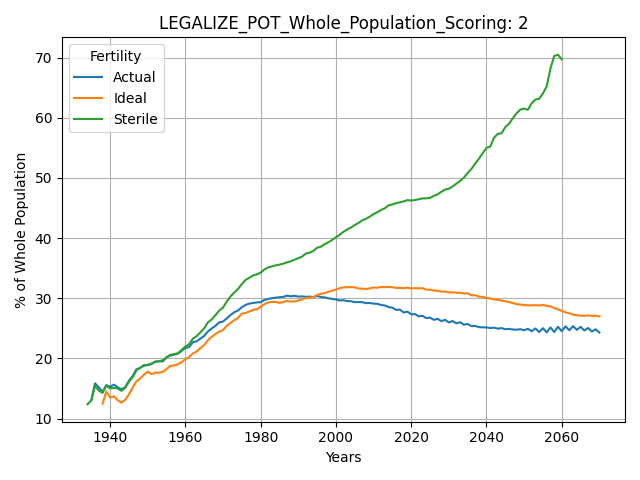 LEGALIZE_POT_Whole_Population_Scoring: 2
Fertility
Actual
Ideal
Sterile
% of Whole Population
70
60
50
40
30
20
10
1940 1960 1980 2000 2020 2040 2060
Years